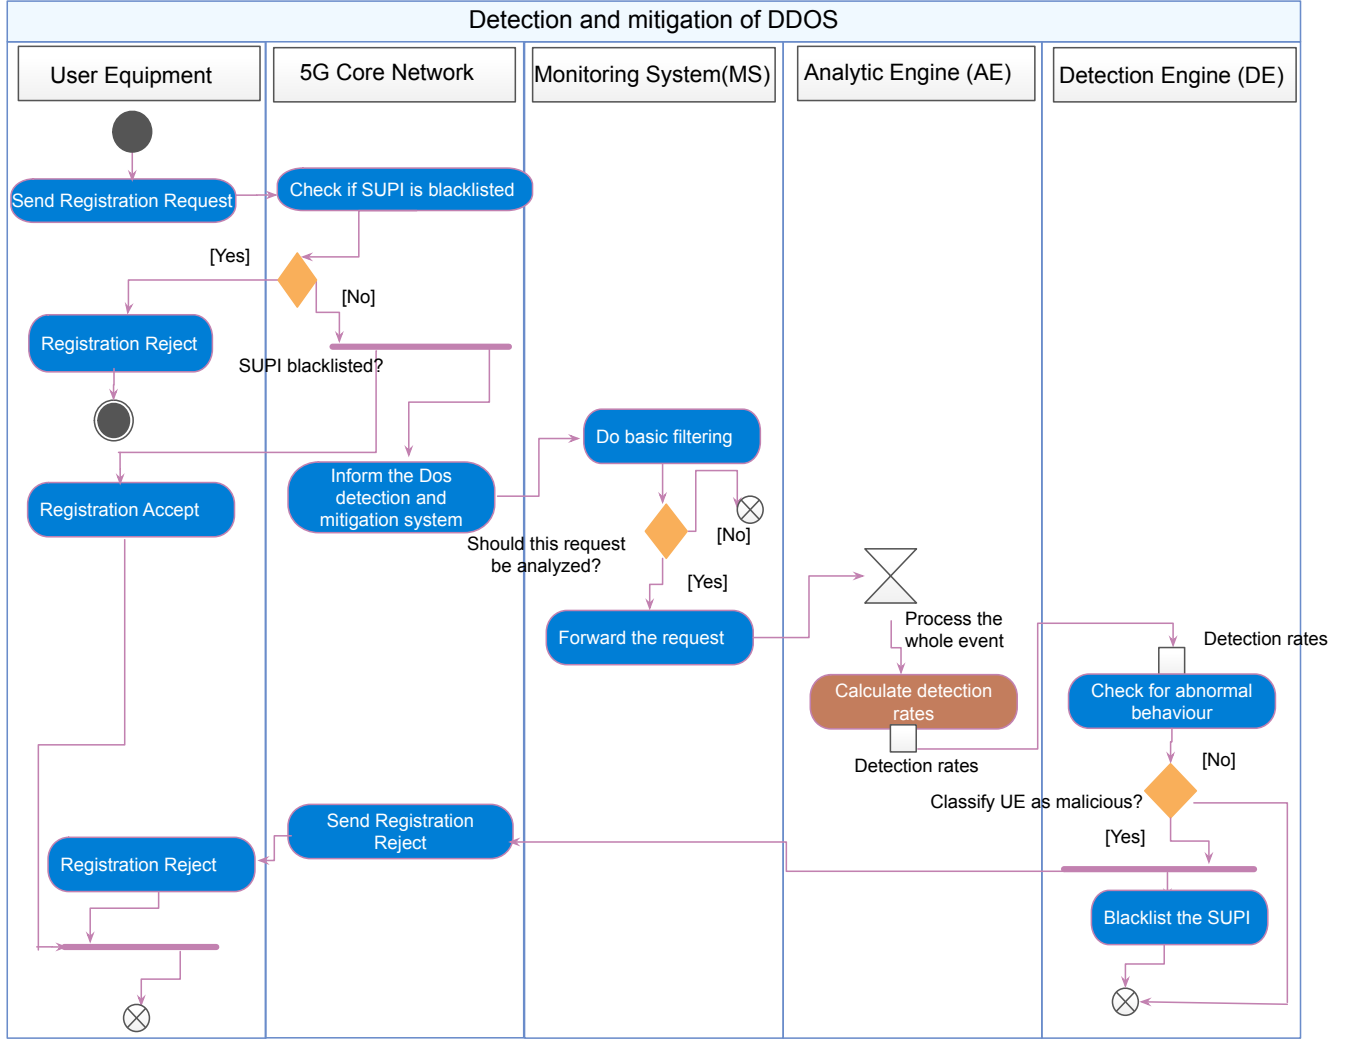 Detection and mitigation of DDOS
User Equipment
5G Core Network
Monitoring System(MS)
Analytic Engine (AE)
Detection Engine (DE)
Send Registration Request
Check if SUPI is blacklisted
[Yes]
[No]
Registration Reject
SUPI blacklisted?
Do basic filtering
Inform the Dos
detection and
mitigation system
Registration Accept
Should this request
be analyzed?
[No]
[Yes]
Forward the request
Process the
whole event
Detection rates
Calculate detection
rates
Check for abnormal
behaviour
Detection rates
[No]
Classify UE as malicious?
[Yes]
Send Registration
Reject
Registration Reject
Blacklist the SUPI